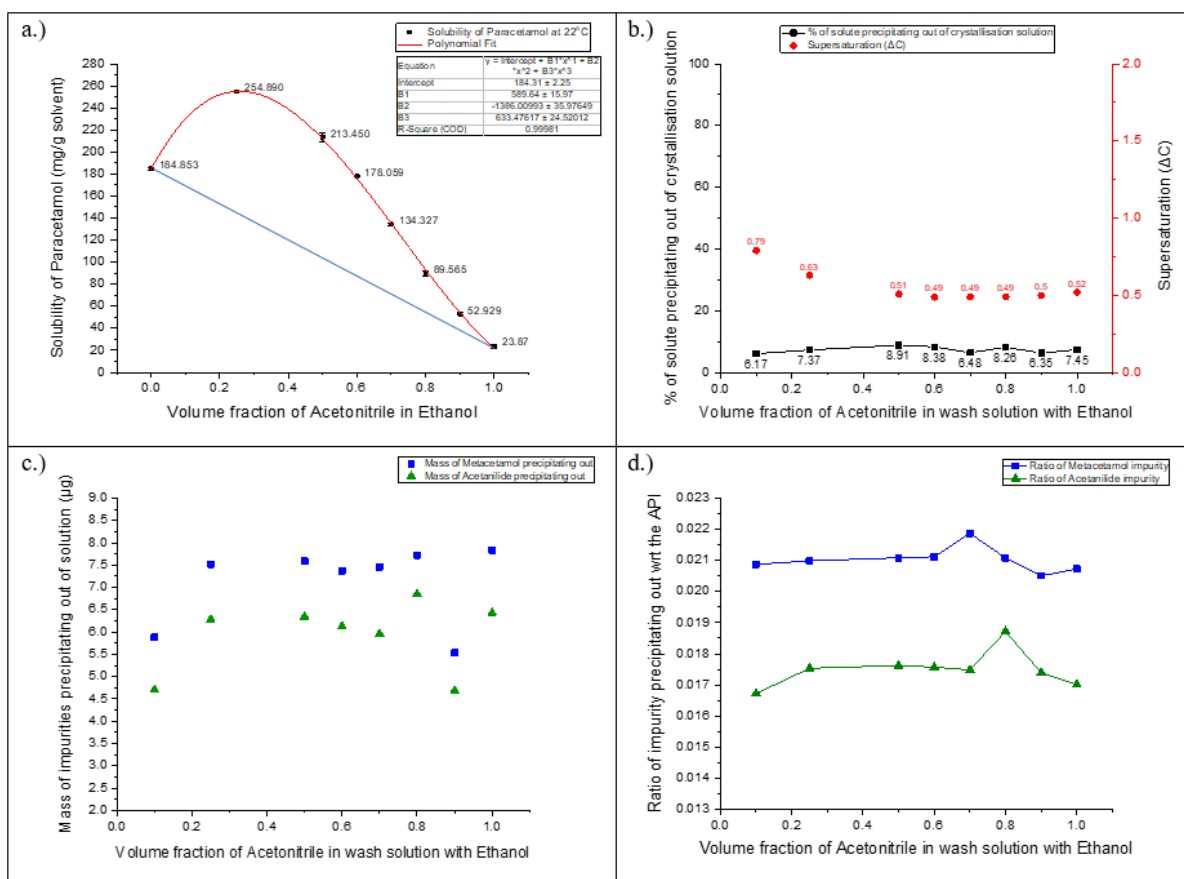 a.)
Solubility of Paracetamol at 22°C
Polynomial Fit
Equation
y = Intercept + B1*x^1 + B2
*x^2 + B3*x^3
Intercept
184.31 ± 2.25
B1
589.64 ± 15.97
B2
-1386.00993 ± 35.97649
B3
633.47617 ± 24.52012
R-Square (COD)
0.99981
Solubility of Paracetamol (mg/g solvent)
280
260
240
220
200
180
160
140
120
100
80
60
40
20
0
254.890
213.450
184.853
178.059
134.327
89.565
52.929
23.87
0.0 0.2 0.4 0.6 0.8 1.0
Volume fraction of Acetonitrile in Ethanol
b.)
% of solute precipitating out of crystallisation solution
Supersaturation (ΔC)
% of solute precipitating out of crystallisation solution
100
80
60
40
20
0
0.79
0.63
0.51
0.49
0.49
0.49
0.5
0.52
6.17
7.37
8.91
8.38
6.48
8.26
6.35
7.45
2.0
1.5
1.0
0.5
0.0
Supersaturation (ΔC)
0.0 0.2 0.4 0.6 0.8 1.0
Volume fraction of Acetonitrile in wash solution with Ethanol
c.)
Mass of Metacetamol precipitating out
Mass of Acetanilide precipitating out
Mass of impurities precipitating out of solution (µg)
9.0
8.5
8.0
7.5
7.0
6.5
6.0
5.5
5.0
4.5
4.0
3.5
3.0
2.5
2.0
0.0 0.2 0.4 0.6 0.8 1.0
Volume fraction of Acetonitrile in wash solution with Ethanol
d.)
Ratio of Metacetamol impurity
Ratio of Acetanilide impurity
Ratio of impurity precipitating out wrt the API
0.023
0.022
0.021
0.020
0.019
0.018
0.017
0.016
0.015
0.014
0.013
0.0 0.2 0.4 0.6 0.8 1.0
Volume fraction of Acetonitrile in wash solution with Ethanol